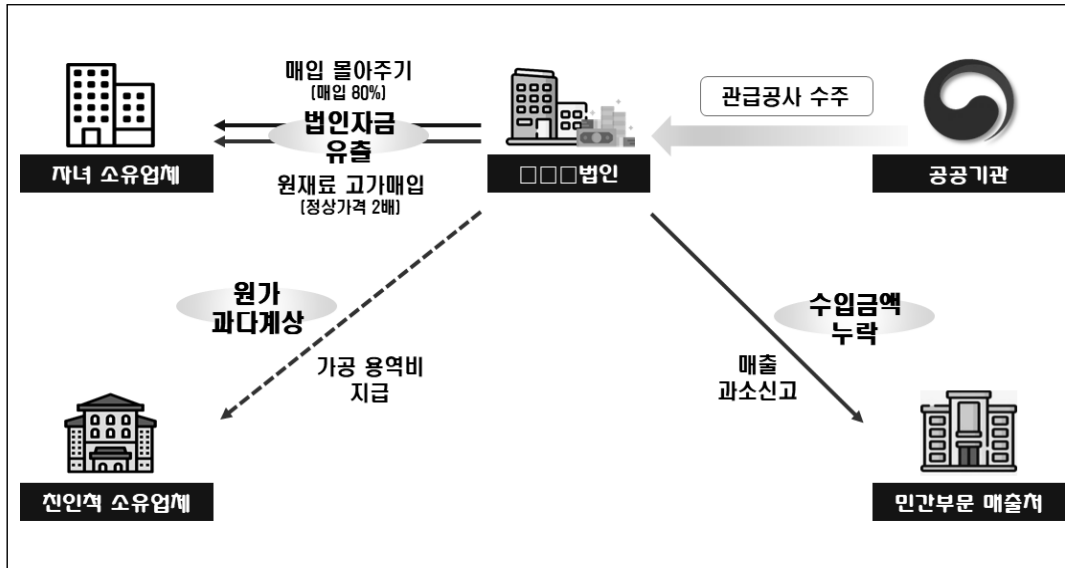 매입 몰아주기
(매입 80%)
법인자금
유출
원재료 고가매입
(정상가격 2배)
관급공사 수주
자녀 소유업체
□□□법인
공공기관
원가
과다계상
가공 용역비
지급
수입금액
누락
매출
과소신고
친인척 소유업체
민간부문 매출처